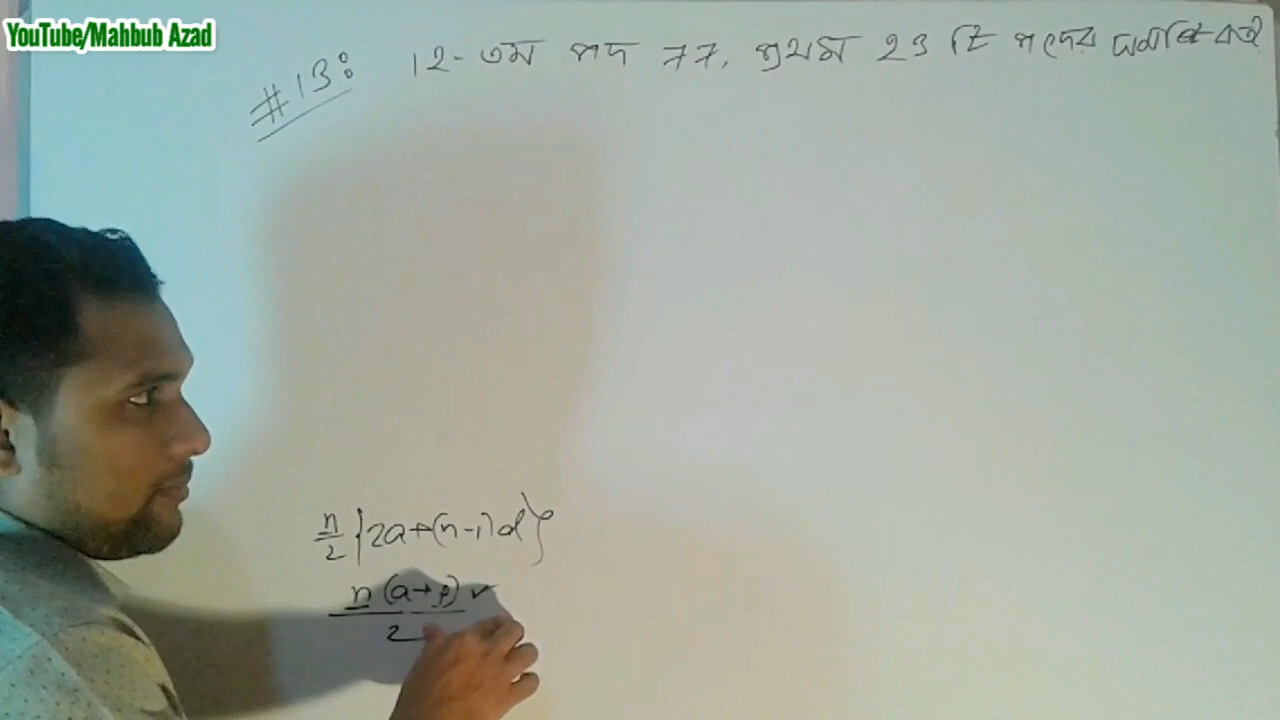 YouTube/Mahbub Azad
#13: 12-তম পদ 77, প্রথম 23 টি পদের সমষ্টি কত
n/2 {2a+(n-1)d}
n(a+p) ✓
2